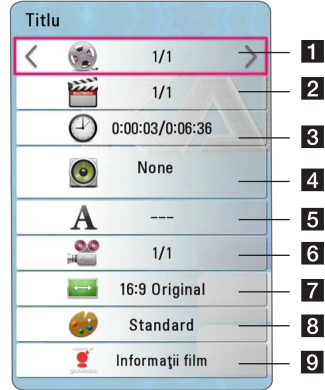 Titlu
1/1 1
1/1 2
0:00:03/0:06:36 3
None 4
A --- 5
1/1 6
16:9 Original 7
Standard 8
Informaţii film 9